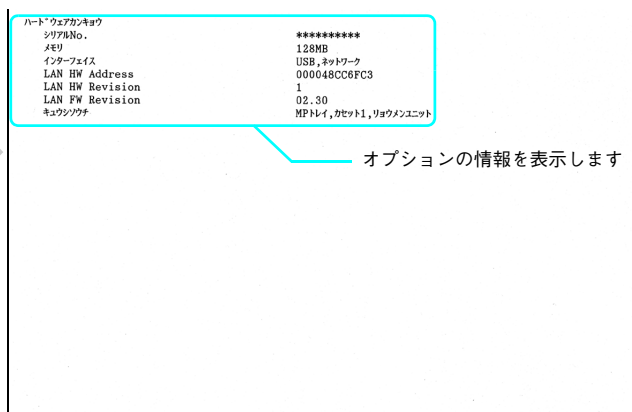 ハード゛ウェアカンキョウ
シリアルNo. **********
メモリ 128MB
インターフェイス USB,ネットワーク
LAN HW Address 000048CC6FC3
LAN HW Revision 1
LAN FW Revision 02.30
キュウシソウチ MPトレイ,カセット1,リョウメンユニット
オプションの情報を表示します